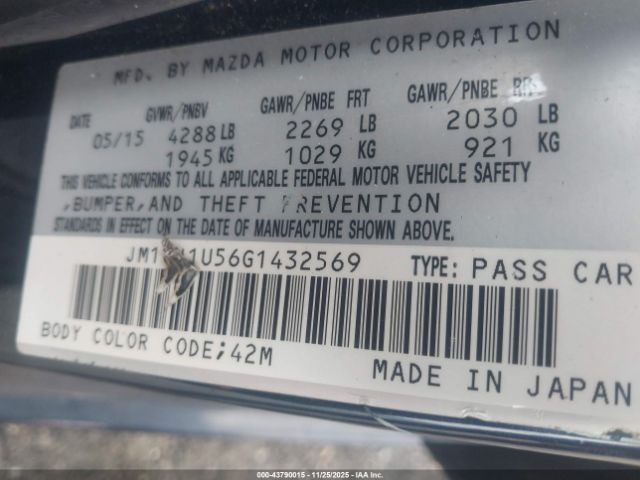 MFD. BY MAZDA MOTOR CORPORATION
DATE GVWR/PNBV GAWR/PNBE FRT GAWR/PNBE RR
05/15 4288 LB 2269 LB 2030 LB
1945 KG 1029 KG 921 KG
THIS VEHICLE CONFORMS TO ALL APPLICABLE FEDERAL MOTOR VEHICLE SAFETY
,BUMPER,AND THEFT PREVENTION
STANDARDS IN EFFECT ON THE DATE OF MANUFACTURE SHOWN ABOVE.
TYPE: PASS CAR
BODY COLOR CODE;42M
MADE IN JAPAN
000-43790015 | 11/25/2025 | IAAI INC.